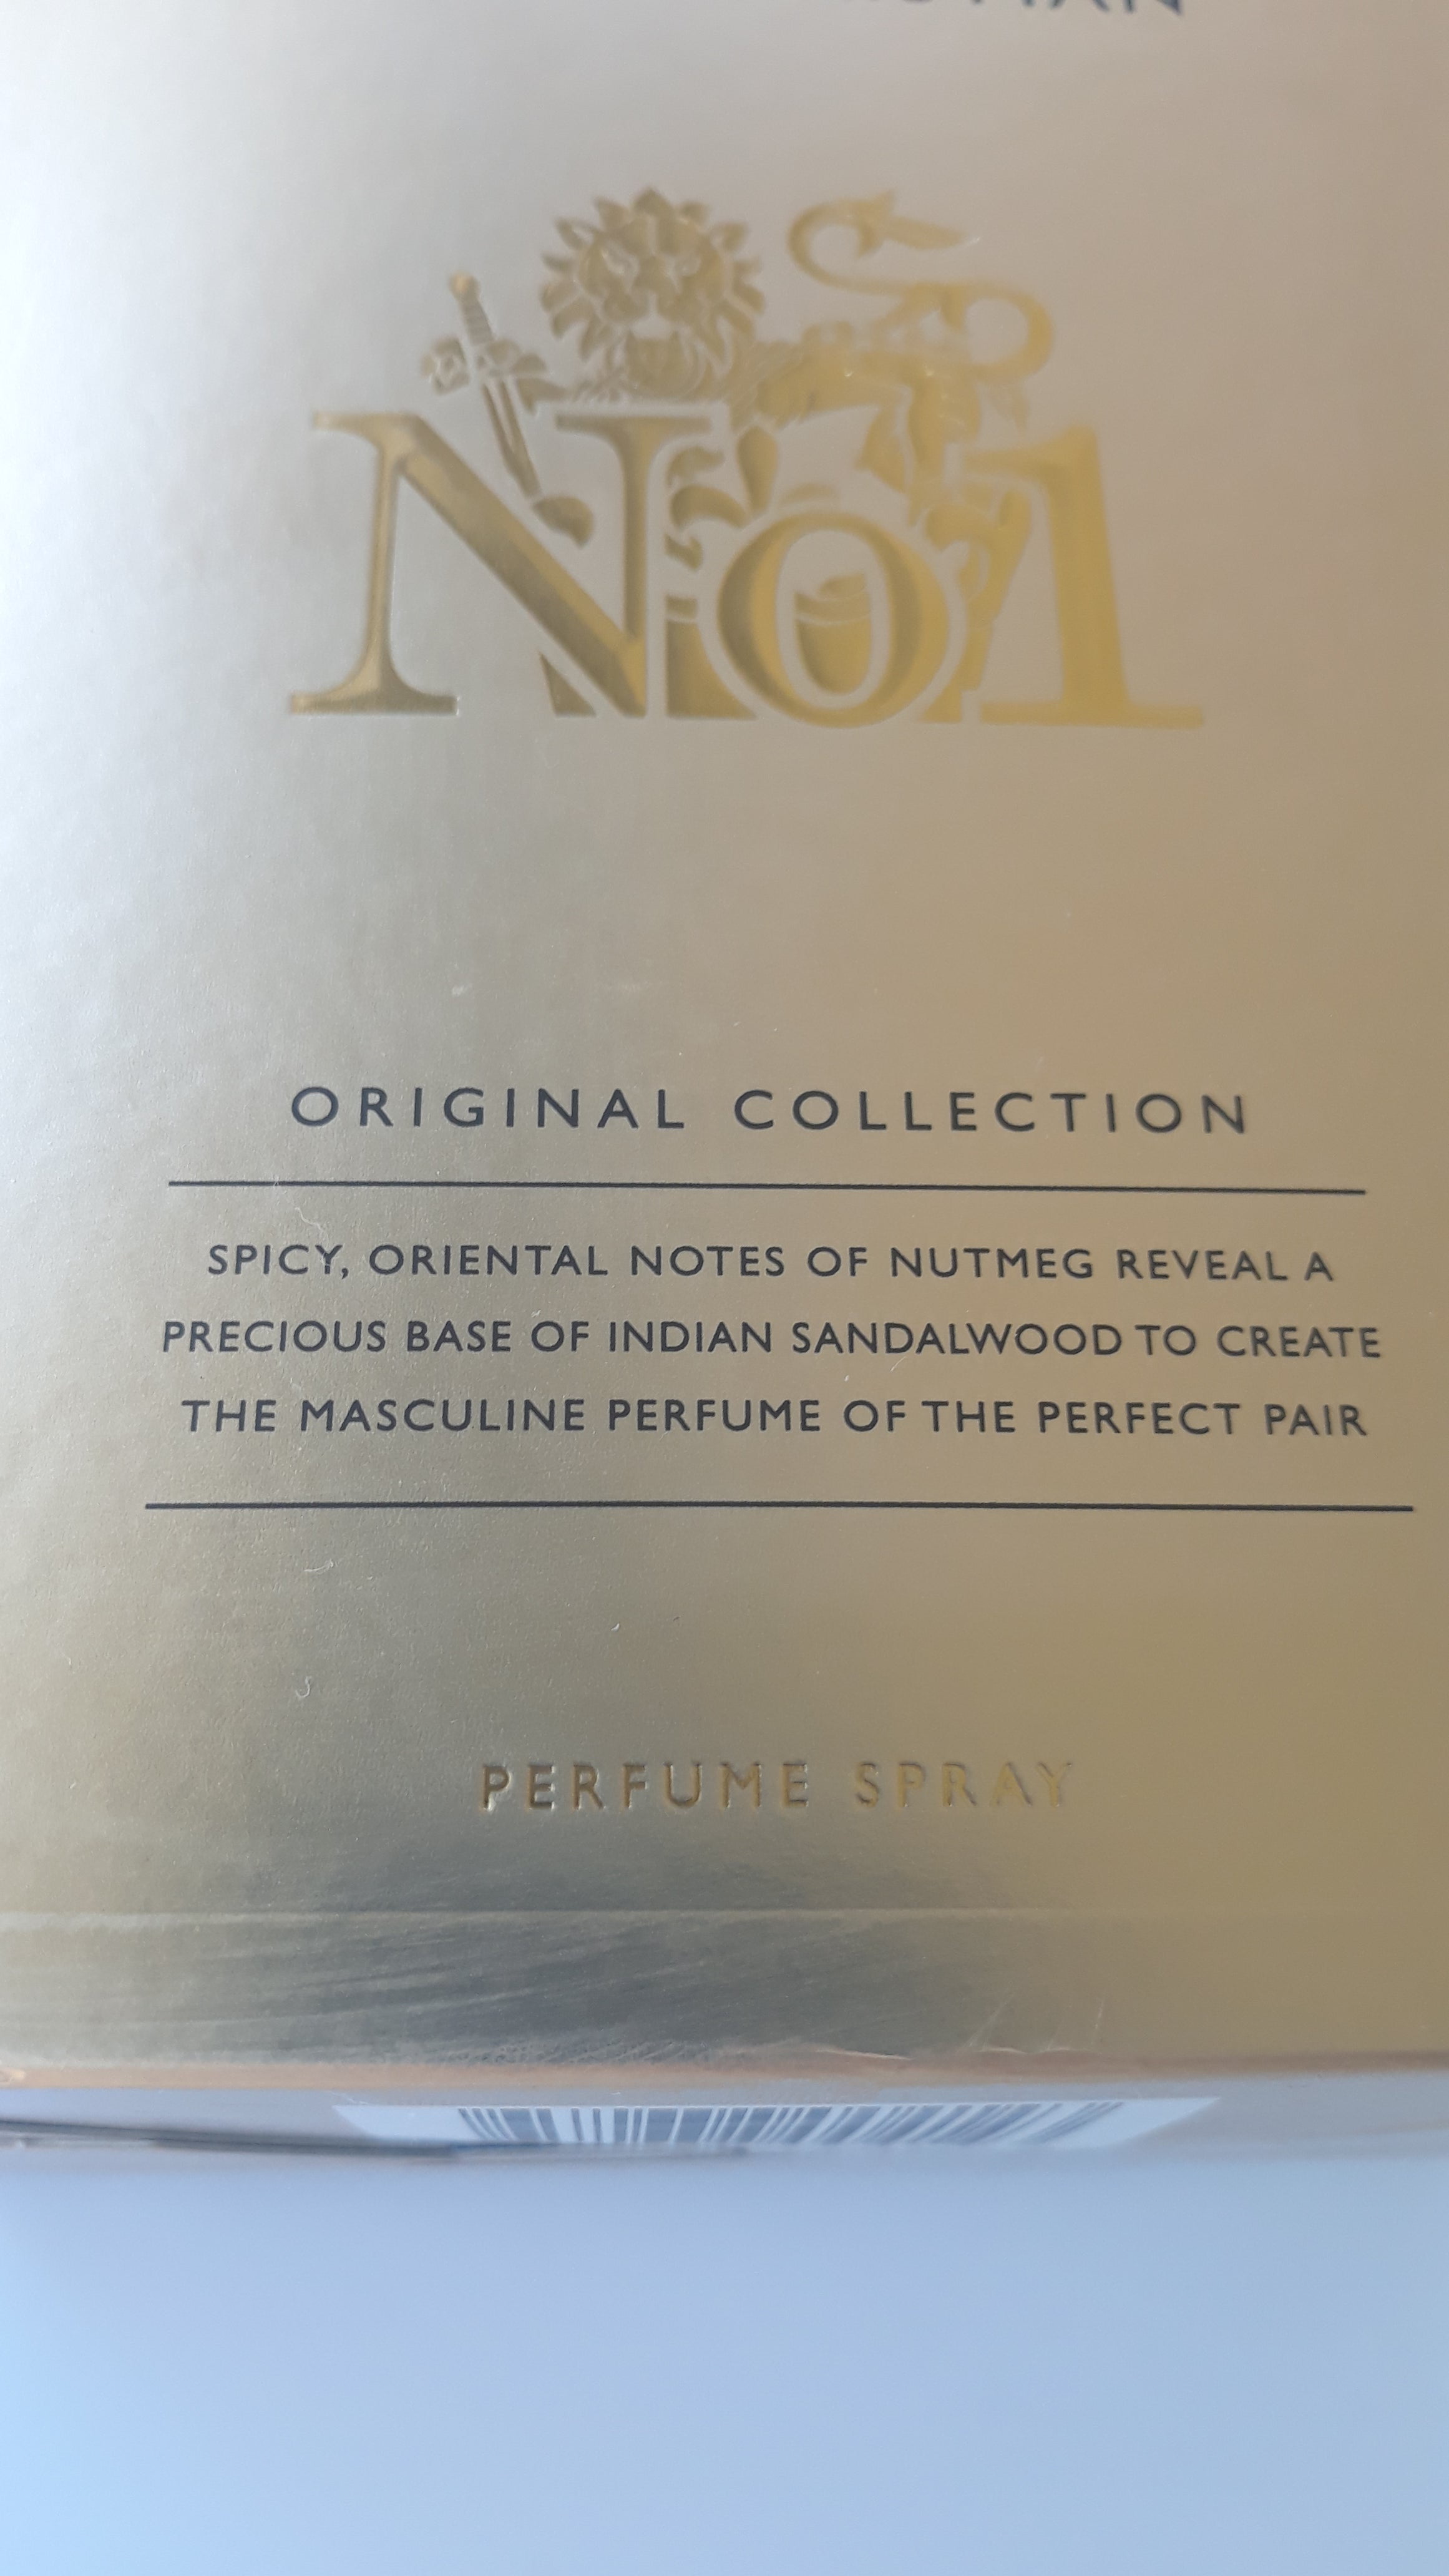 No1
ORIGINAL COLLECTION
SPICY, ORIENTAL NOTES OF NUTMEG REVEAL A
PRECIOUS BASE OF INDIAN SANDALWOOD TO CREATE
THE MASCULINE PERFUME OF THE PERFECT PAIR
PERFUME SPRAY